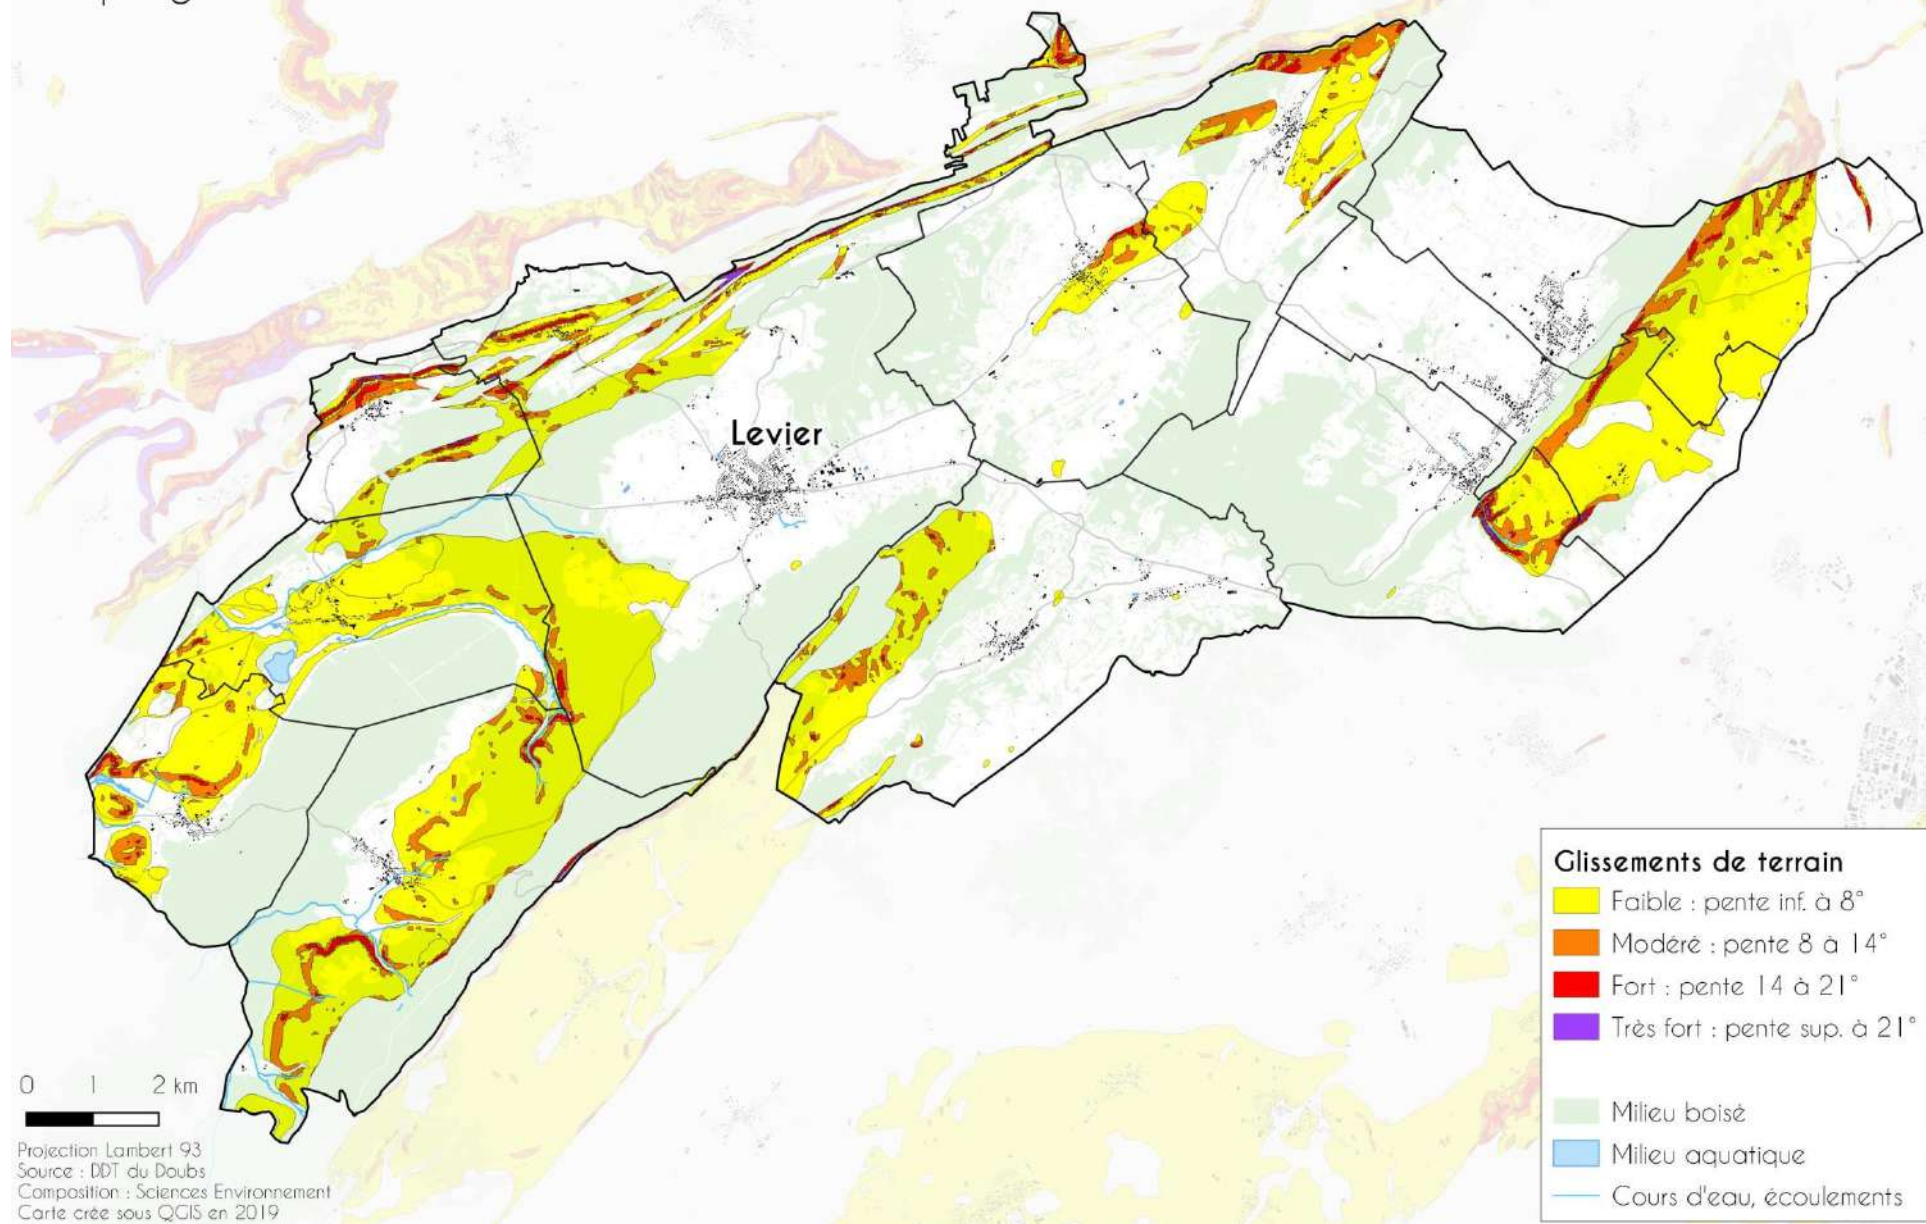 Levier
Glissements de terrain
Faible : pente inf. à 8°
Modéré : pente 8 à 14°
Fort : pente 14 à 21°
Très fort : pente sup. à 21°
Milieu boisé
Milieu aquatique
Cours d'eau, écoulements
0 1 2 km
Projection Lambert 93
Source : DDT du Doubs
Composition : Sciences Environnement
Carte crée sous QGIS en 2019